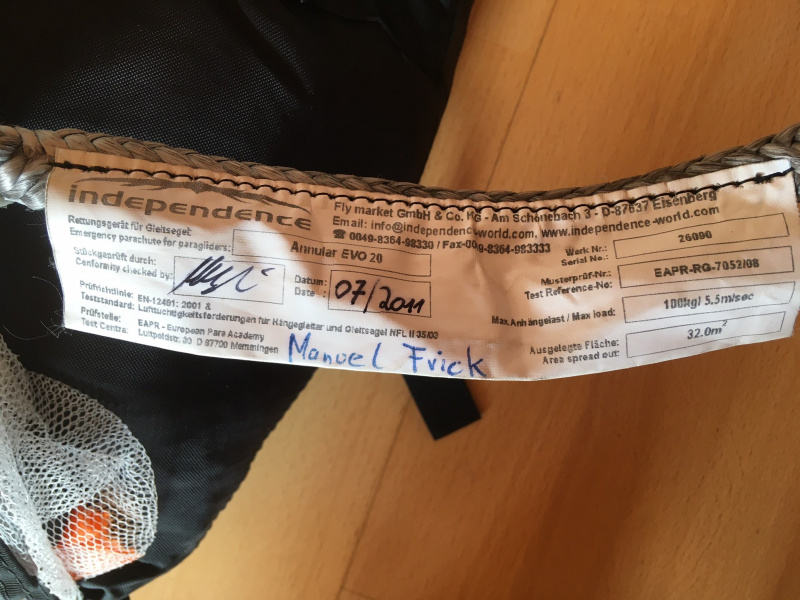 independence
Fly market GmbH & Co. KG - Am Schönebach 3 - D-87637 Eisenberg
Email: info@independence-world.com, www.independence-world.com
☎ 0049-8364-98330 / Fax-0049-8364-983333
Rettungsgerät für Gleitsegel:
Emergency parachute for paragliders:
Annular EVO 20
Stückgeprüft durch:
Conformity checked by:
Datum:
Date
07/2011
Prüfrichtlinie: EN-12491: 2001 &
Teststandard: Lufttüchtigkeitsforderungen für Hängegleiter und Gleitsegel NFL II 35/03
Prüfstelle: EAPR - European Para Academy
Test Centre: Luitpoldstr. 30 D 87700 Memmingen
Manuel Frick
Werk Nr.:
Serial No.:
26090
Musterprüf-Nr.:
Test Reference-No:
EAPR-RG-7052/08
Max.Anhängelast / Max load:
100kg| 5.5m/sec
Ausgelegte Fläche:
Area spread out:
32.0m²